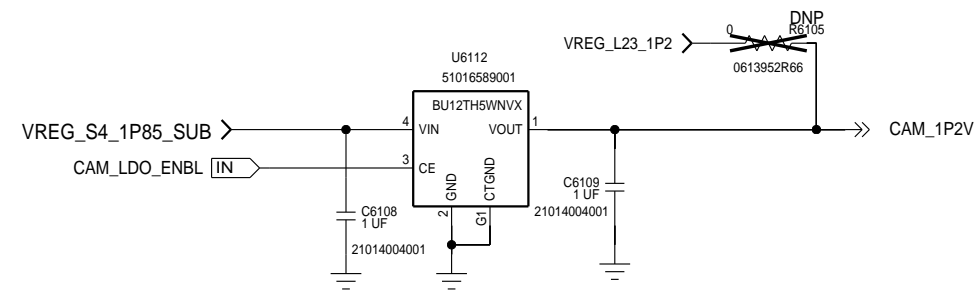 DNP
0
R6105
VREG_L23_1P2
0613952R66
U6112
51016589001
BU12TH5WNVX
VREG_S4_1P85_SUB
4
VIN
VOUT
1
CAM_1P2V
CAM_LDO_ENBL
IN
3
CE
GND
CTGND
2
G1
C6108
1 UF
21014004001
C6109
1 UF
21014004001